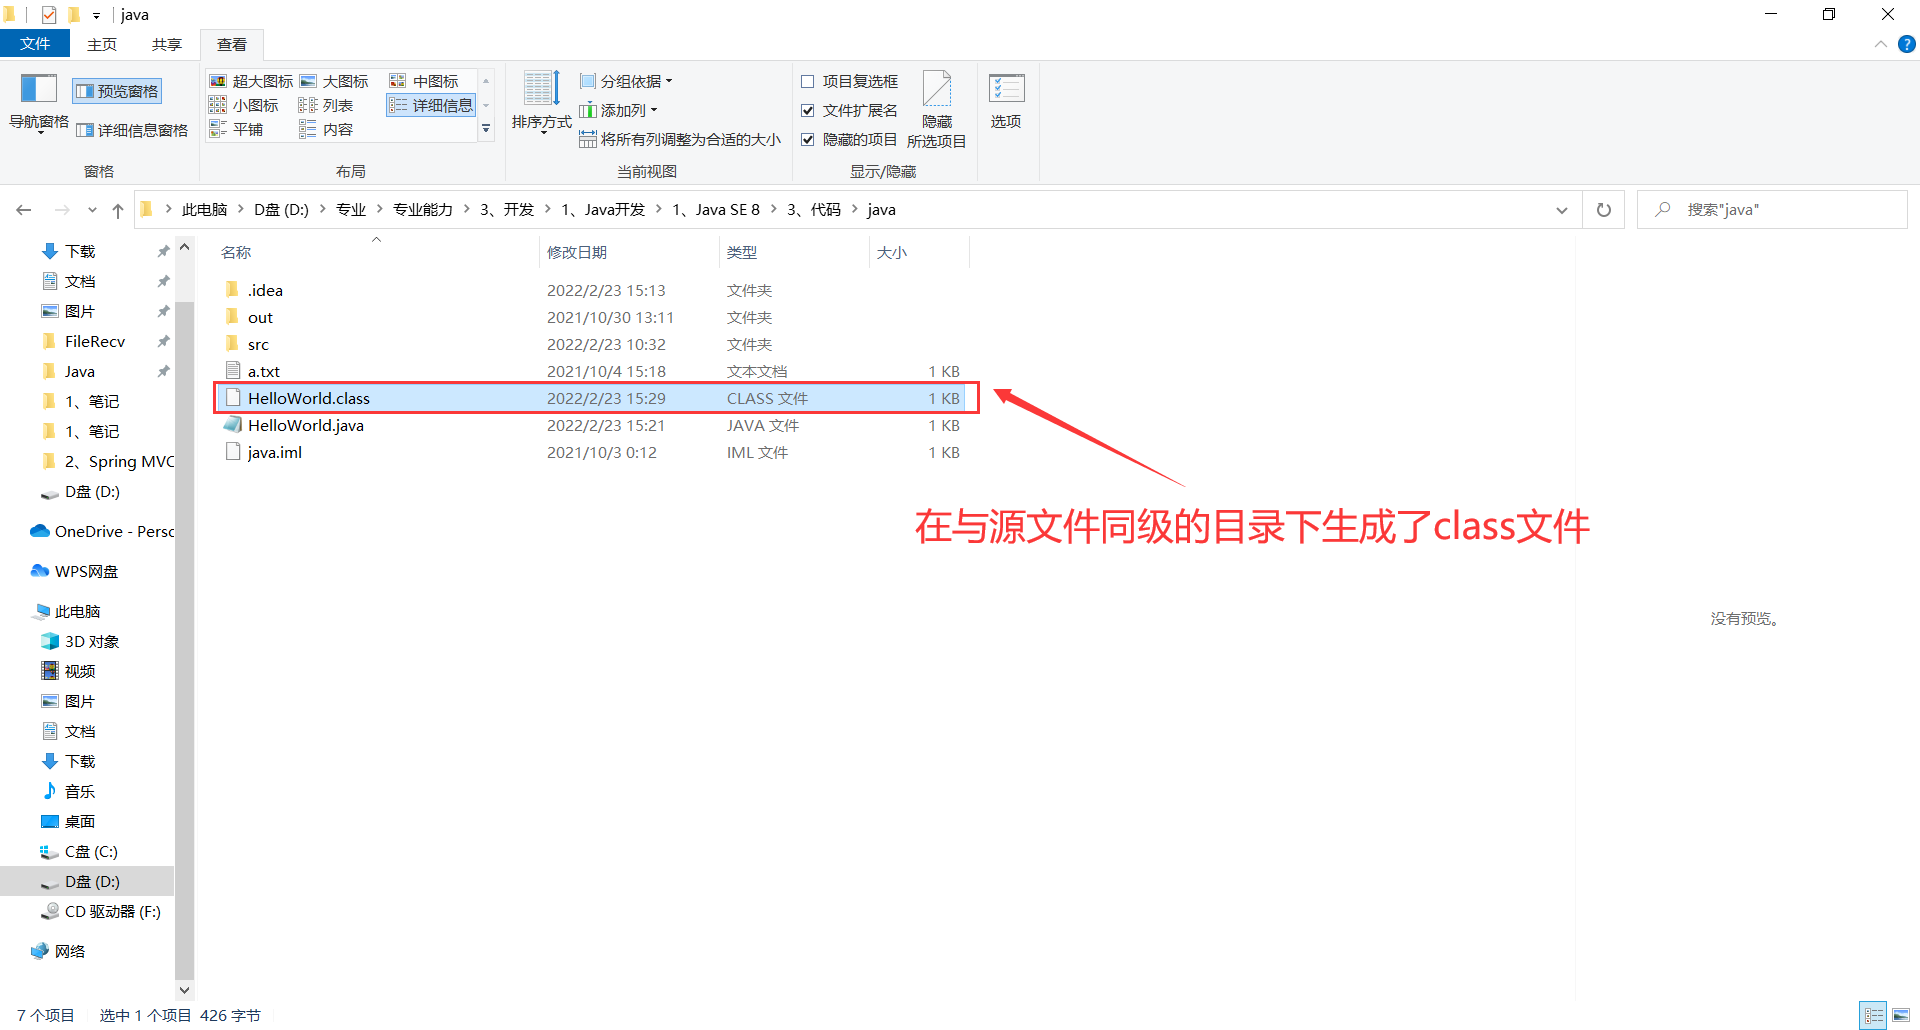 java
文件 主页 共享 查看
导航窗格 预览窗格 详细信息窗格
窗格
超大图标 大图标 中图标
小图标 列表 详细信息
平铺 内容
布局
排序方式 分组依据
添加列
将所有列调整为合适的大小
当前视图
项目复选框
文件扩展名
隐藏的项目
隐藏
所选项目
显示/隐藏
选项
此电脑 > D盘 (D:) > 专业 > 专业能力 > 3、开发 > 1、Java开发 > 1、Java SE 8 > 3、代码 > java
搜索"java"
下载
文档
图片
FileRecv
Java
1、笔记
1、笔记
2、Spring MVC
D盘 (D:)
OneDrive - Persc
WPS网盘
此电脑
3D 对象
视频
图片
文档
下载
音乐
桌面
C盘 (C:)
D盘 (D:)
CD 驱动器 (F:)
网络
名称 修改日期 类型 大小
.idea 2022/2/23 15:13 文件夹
out 2021/10/30 13:11 文件夹
src 2022/2/23 10:32 文件夹
a.txt 2021/10/4 15:18 文本文档 1 KB
HelloWorld.class 2022/2/23 15:29 CLASS 文件 1 KB
HelloWorld.java 2022/2/23 15:21 JAVA 文件 1 KB
java.iml 2021/10/3 0:12 IML 文件 1 KB
在与源文件同级的目录下生成了class文件
没有预览。
7 个项目 选中 1 个项目 426 字节